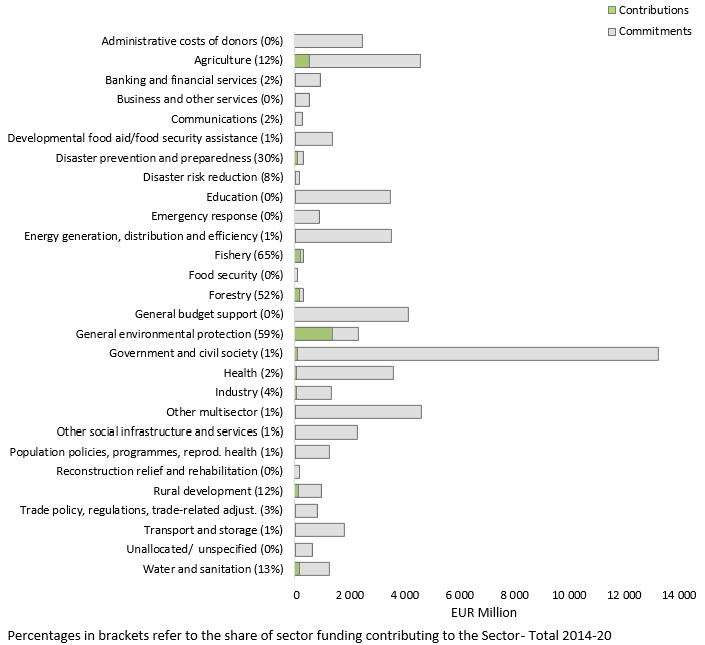 Contributions
Commitments
Administrative costs of donors (0%)
Agriculture (12%)
Banking and financial services (2%)
Business and other services (0%)
Communications (2%)
Developmental food aid/food security assistance (1%)
Disaster prevention and preparedness (30%)
Disaster risk reduction (8%)
Education (0%)
Emergency response (0%)
Energy generation, distribution and efficiency (1%)
Fishery (65%)
Food security (0%)
Forestry (52%)
General budget support (0%)
General environmental protection (59%)
Government and civil society (1%)
Health (2%)
Industry (4%)
Other multisector (1%)
Other social infrastructure and services (1%)
Population policies, programmes, reprod. health (1%)
Reconstruction relief and rehabilitation (0%)
Rural development (12%)
Trade policy, regulations, trade-related adjust. (3%)
Transport and storage (1%)
Unallocated/ unspecified (0%)
Water and sanitation (13%)
0 2 000 4 000 6 000 8 000 10 000 12 000 14 000
EUR Million
Percentages in brackets refer to the share of sector funding contributing to the Sector- Total 2014-20